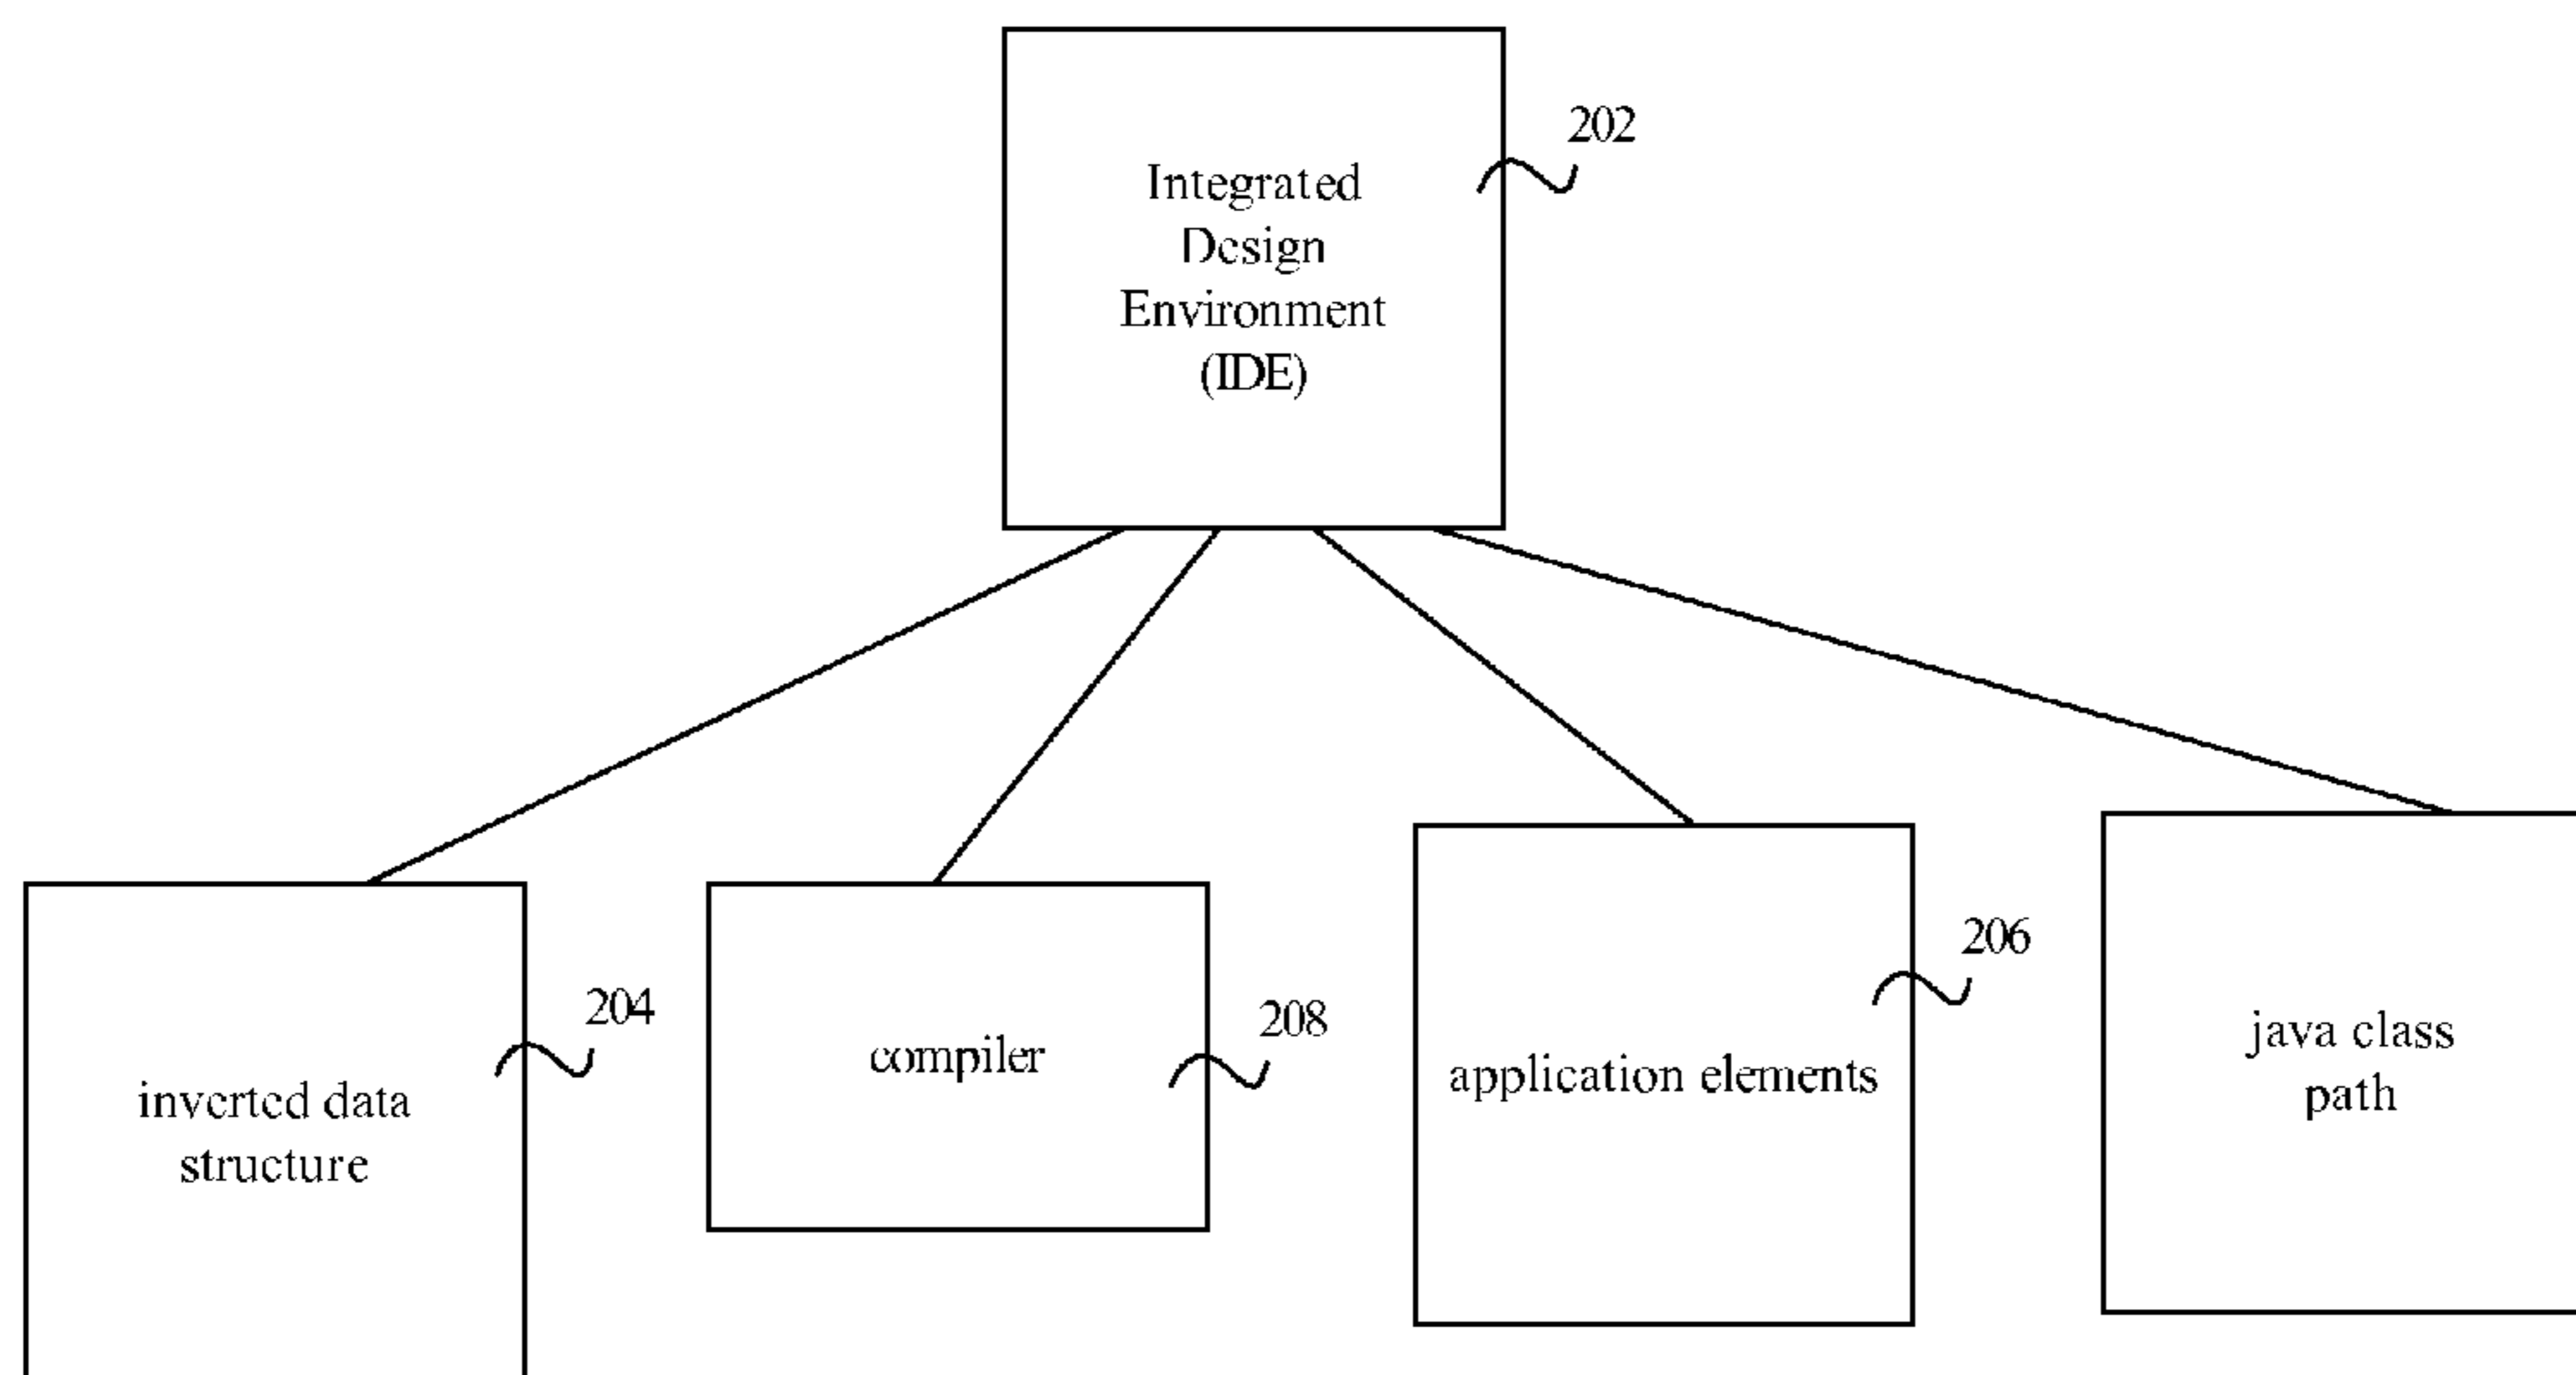 202
Integrated
Design
Environment
(IDE)
204
inverted data
structure
208
compiler
206
application elements
java class
path